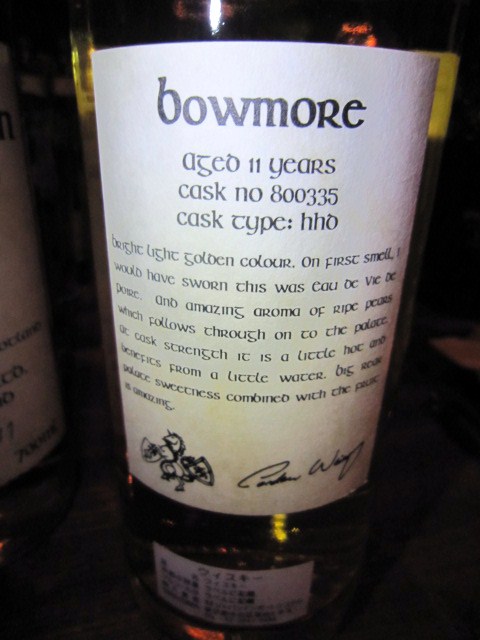 bowmore
aged 11 years
cask no 800335
cask type: hhd
bright light golden colour. On first smell, I
would have sworn this was Eau de Vie de
poire. And amazing aroma of ripe pears
which follows through on to the palate.
At cask strength it is a little hot and
benefits from a little water. Big
palate sweetness combined with the fruit
is amazing.
ウイスキー
700ml